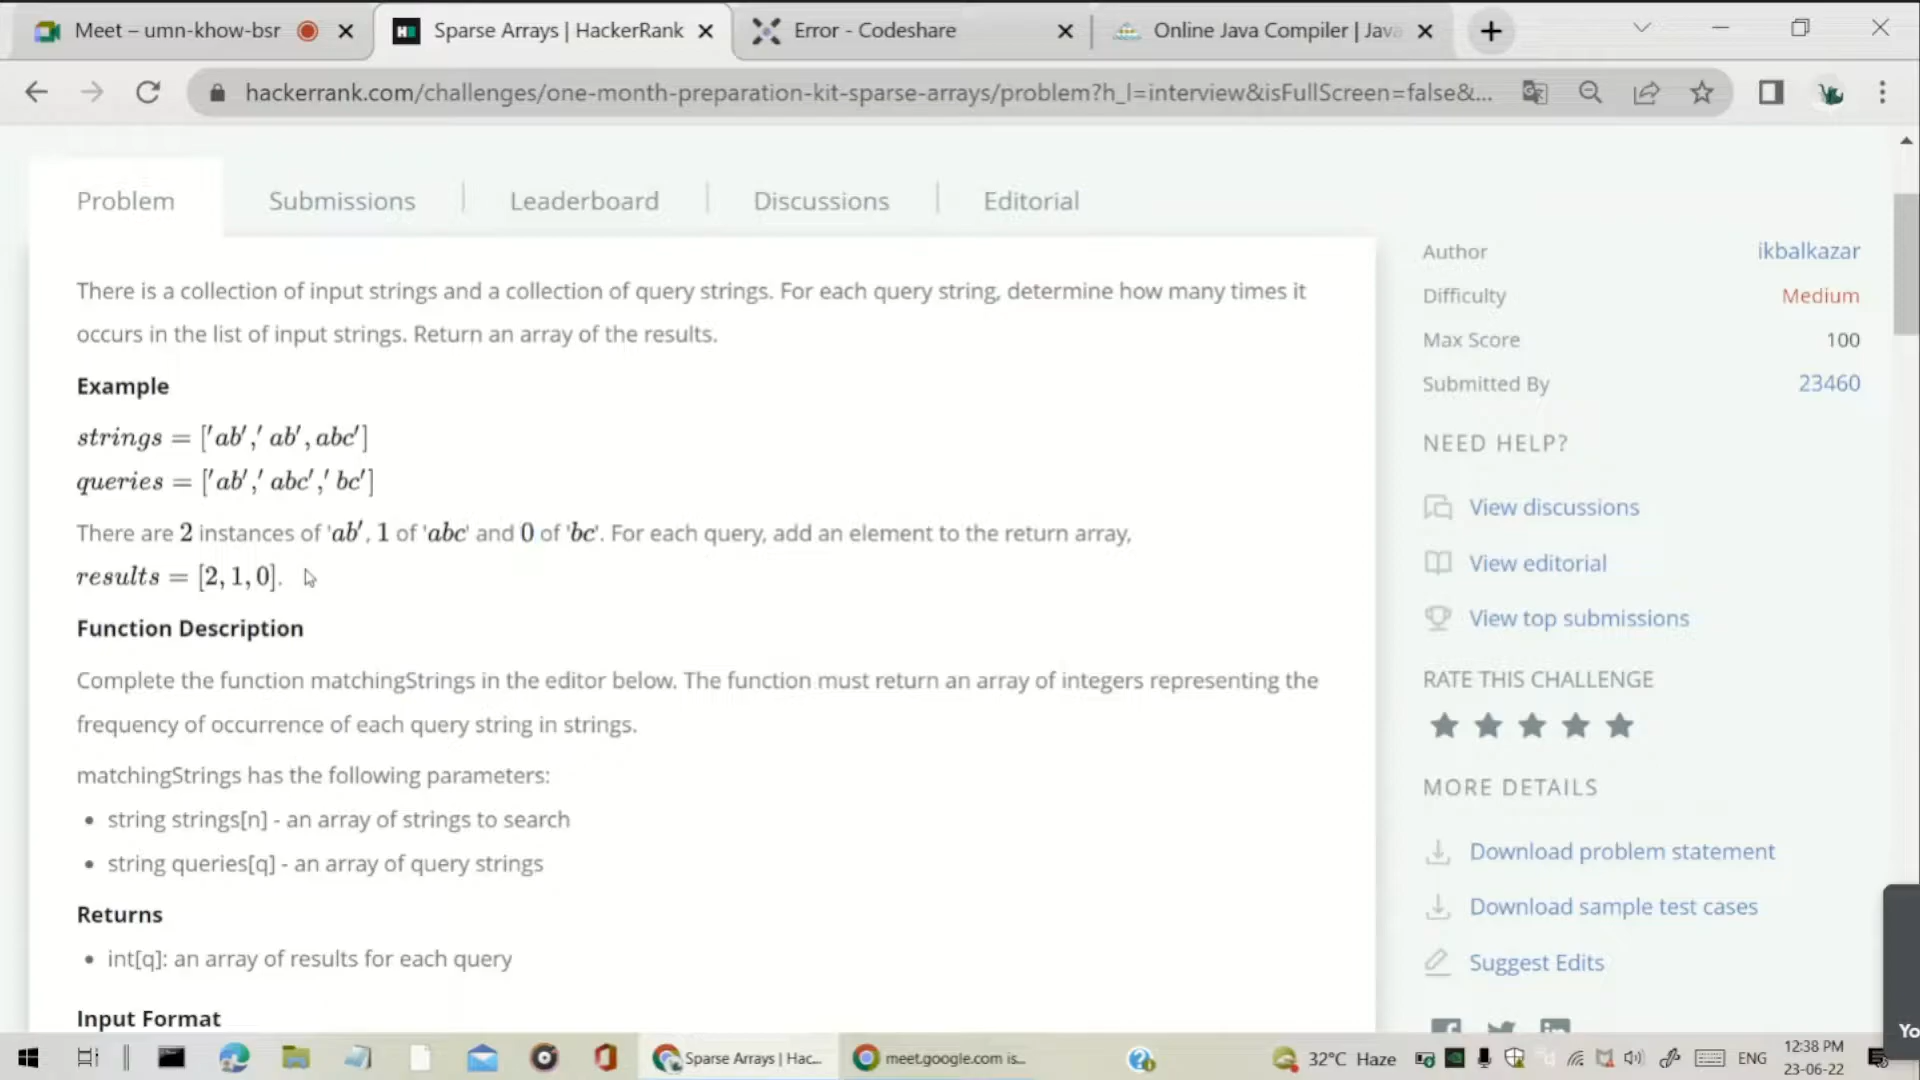 Meet – umn-khow-bsr
Sparse Arrays | HackerRank
Error - Codeshare
Online Java Compiler | Java
hackerrank.com/challenges/one-month-preparation-kit-sparse-arrays/problem?h_l=interview&isFullScreen=false&...
Problem
Submissions
Leaderboard
Discussions
Editorial
There is a collection of input strings and a collection of query strings. For each query string, determine how many times it
occurs in the list of input strings. Return an array of the results.
Example
strings = ['ab',' ab', abc']
queries = ['ab',' abc',' bc']
There are 2 instances of 'ab', 1 of 'abc' and 0 of 'bc'. For each query, add an element to the return array,
results = [2, 1, 0].
Function Description
Complete the function matchingStrings in the editor below. The function must return an array of integers representing the
frequency of occurrence of each query string in strings.
matchingStrings has the following parameters:
• string strings[n] - an array of strings to search
• string queries[q] - an array of query strings
Returns
• int[q]: an array of results for each query
Input Format
Author ikbalkazar
Difficulty Medium
Max Score 100
Submitted By 23460
NEED HELP?
View discussions
View editorial
View top submissions
RATE THIS CHALLENGE
MORE DETAILS
Download problem statement
Download sample test cases
Suggest Edits
Yo
Sparse Arrays | Hac...
meet.google.com is...
32°C Haze
ENG
12:38 PM
23-06-22